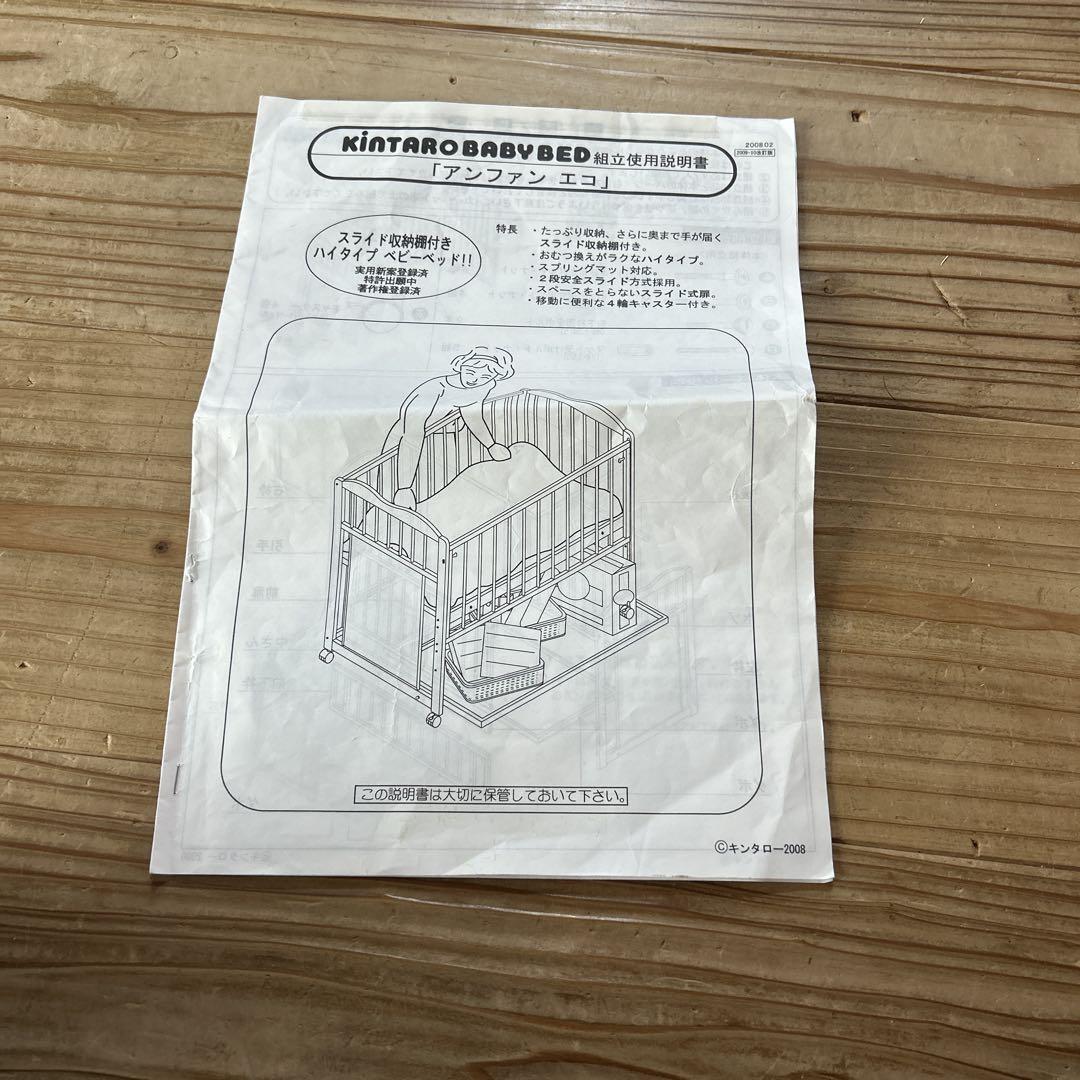 KiNTARO BABY BED 組立使用説明書
「アンファン エコ」
200802
2009-10改訂版
スライド収納棚付き
ハイタイプ ベビーベッド!!
実用新案登録済
特許出願中
著作権登録済
特長 ・たっぷり収納、さらに奥まで手が届く
スライド収納棚付き。
・おむつ換えがラクなハイタイプ。
・スプリングマット対応。
・2段安全スライド方式採用。
・スペースをとらないスライド式扉。
・移動に便利な4輪キャスター付き。
この説明書は大切に保管しておいて下さい。
©キンタロー2008